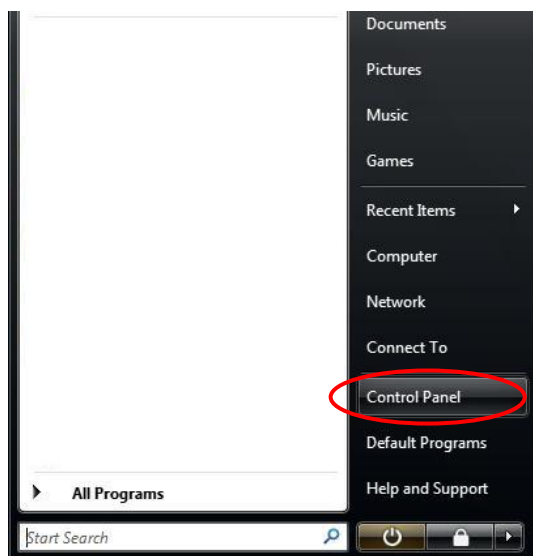 Documents
Pictures
Music
Games
Recent Items
Computer
Network
Connect To
Control Panel
Default Programs
Help and Support
All Programs
Start Search